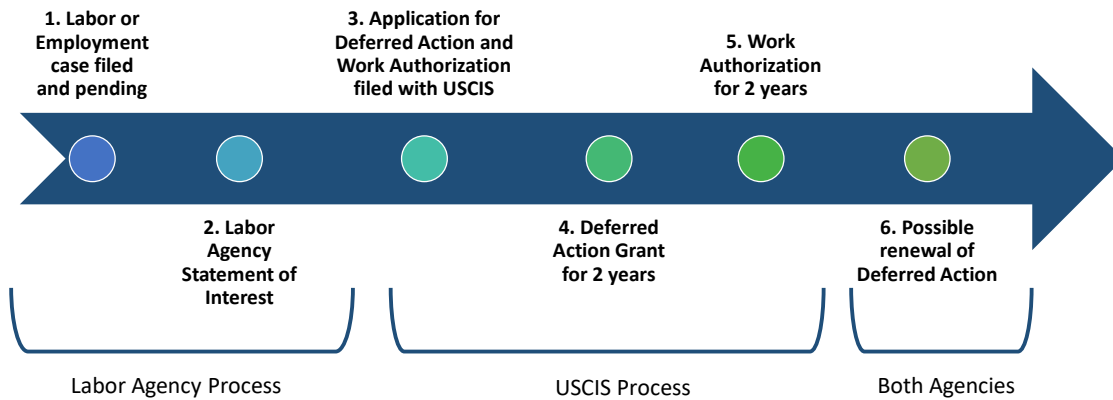 1. Labor or
Employment
case filed
and pending
3. Application for
Deferred Action and
Work Authorization
filed with USCIS
5. Work
Authorization
for 2 years
2. Labor
Agency
Statement of
Interest
4. Deferred
Action Grant
for 2 years
6. Possible
renewal of
Deferred Action
Labor Agency Process
USCIS Process
Both Agencies